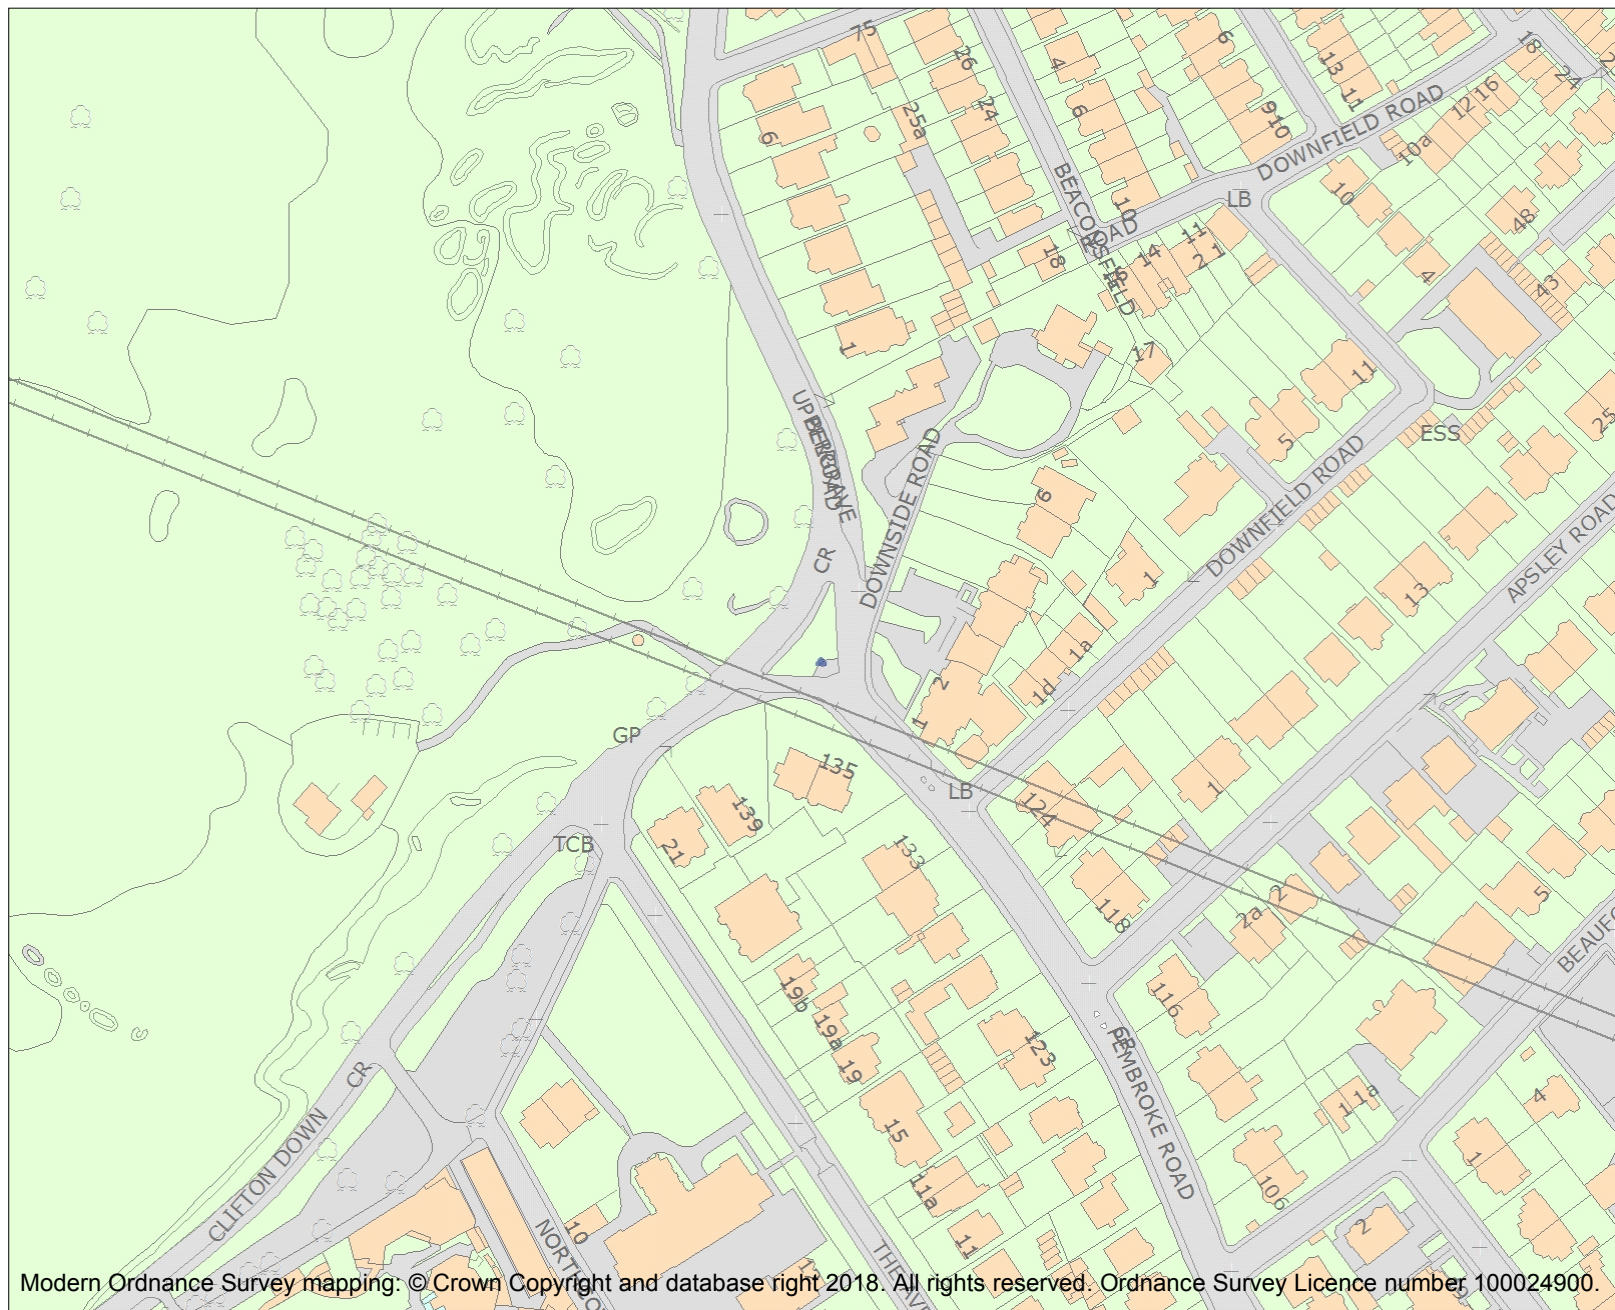 75
26
4
6
13
11
18
24
6
25a
24
6
9 10
DOWNFIELD ROAD
12 16
10a
BEACONSFIELD
ROAD
10
LB
10
48
18
16
14
11
2 1
4
43
1
17
11
UPPER BELGRAVE
ROAD
DOWNSIDE ROAD
5
ESS
25
6
DOWNFIELD ROAD
APSLEY ROAD
CR
1
13
1a
1d
2
1
GP
135
139
LB
124
1
21
TCB
133
118
2
2a
5
19b
19a
19
116
123
CR
PEMBROKE ROAD
CLIFTON DOWN
CR
15
11a
11a
4
1
106
11
10
2
Modern Ordnance Survey mapping: © Crown Copyright and database right 2018. All rights reserved. Ordnance Survey Licence number 100024900.